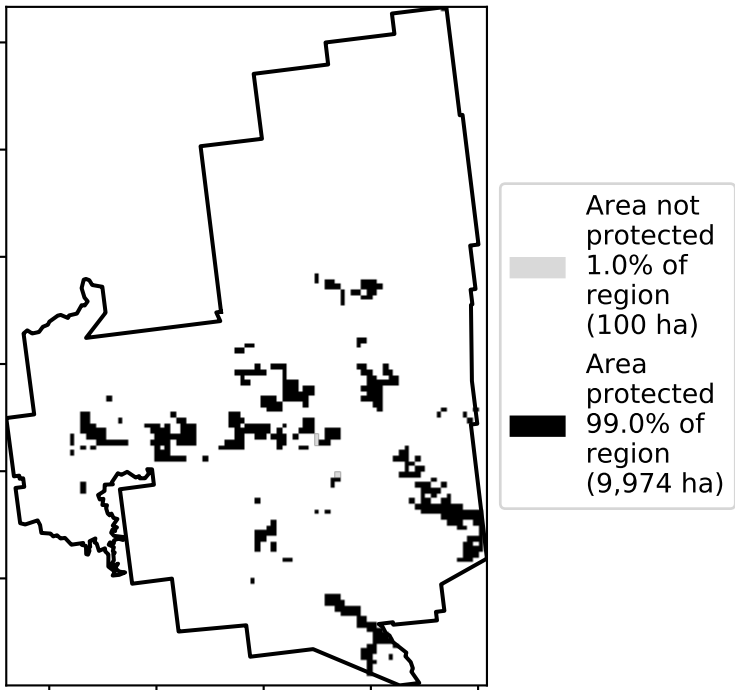 Area not
protected
1.0% of
region
(100 ha)
Area
protected
99.0% of
region
(9,974 ha)